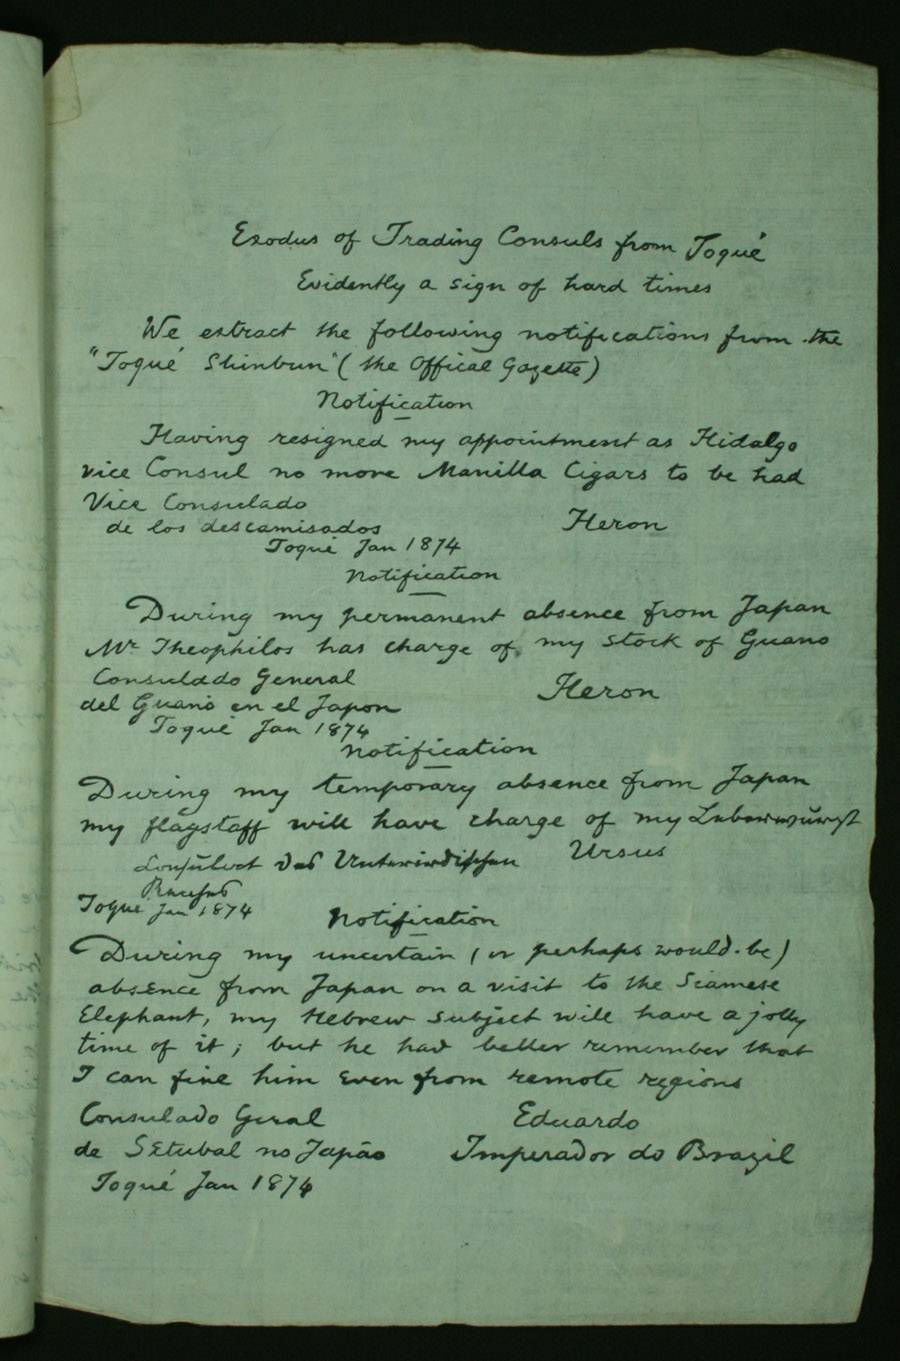 Exodus of Trading Consuls from Toqué
Evidently a sign of hard times
We extract the following notifications from the
"Toqué Shinbun" (the Offical Gazette)
Notification
Having resigned my appointment as Hidalgo
vice Consul no more Manilla Cigars to be had
Vice Consulado
de los descamisados Heron
Toqué Jan 1874
Notification
During my permanent absence from Japan
Mr Theophilos has charge of my stock of Guano
Consulado General Heron
del Guano en el Japon
Toqué Jan 1874
Notification
During my temporary absence from Japan
my flagstaff will have charge of my
Ursus
Consulat des Unterirdischen
Toqué Jan 1874
Notification
During my uncertain (or perhaps would-be)
absence from Japan on a visit to the Siamese
Elephant, my Hebrew subject will have a jolly
time of it; but he had better remember that
I can fine him even from remote regions
Consulado Geral Eduardo
de Setubal no Japão Imperador do Brazil
Toqué Jan 1874